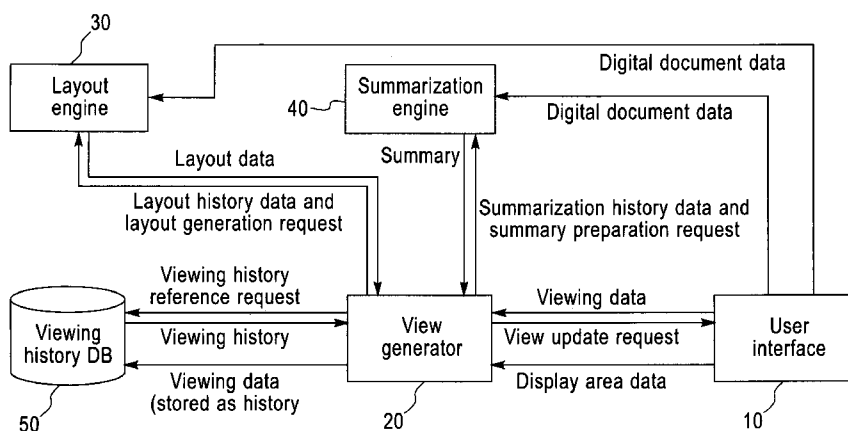 30
Layout
engine
40
Summarization
engine
Digital document data
Digital document data
Layout data
Summary
Layout history data and
layout generation request
Summarization history data and
summary preparation request
Viewing history
reference request
Viewing history DB
Viewing history
Viewing data
(stored as history
50
View
generator
20
Viewing data
View update request
Display area data
User
interface
10